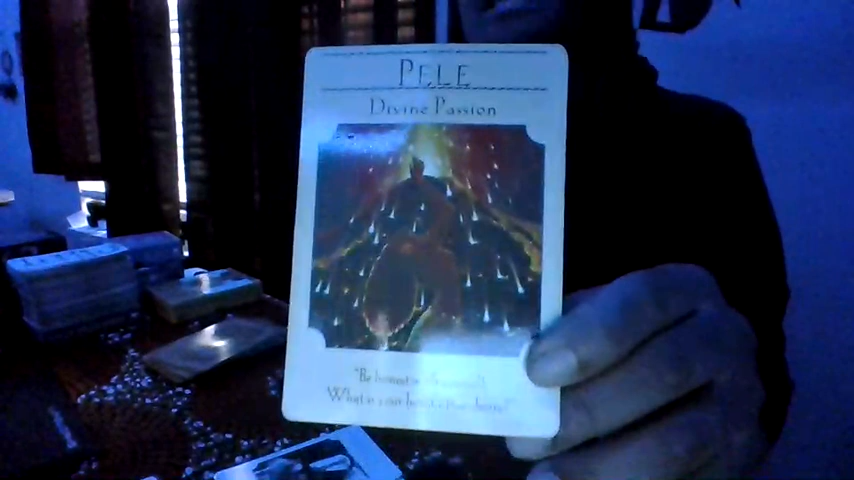 PELE
Divine Passion
"Be honest with yourself.
What is your heart's true desire?"